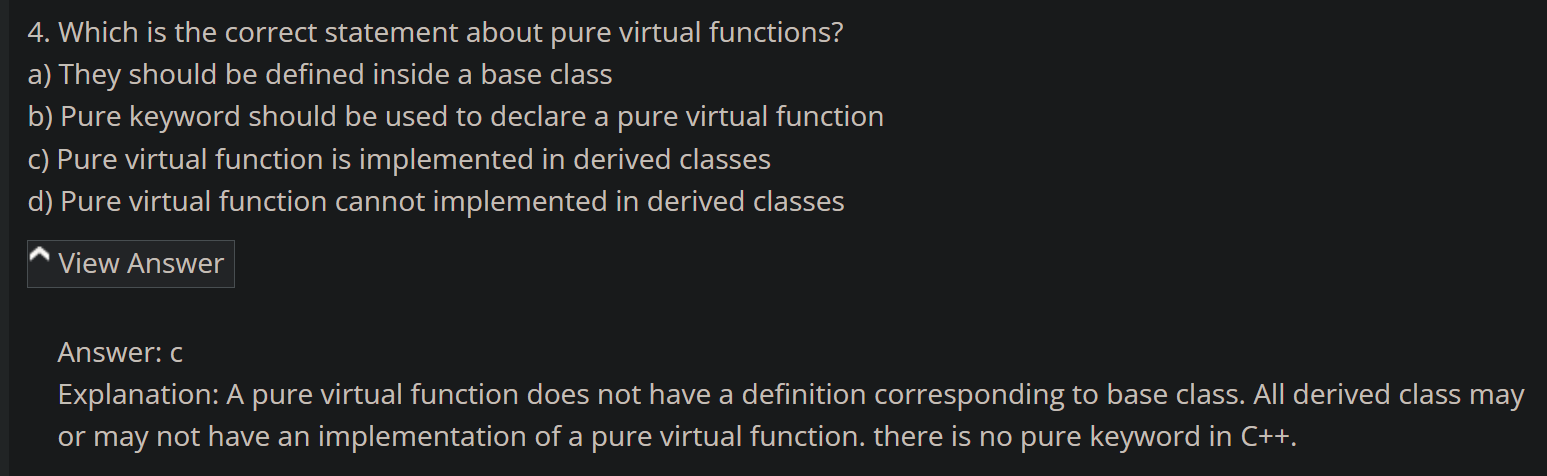 4. Which is the correct statement about pure virtual functions?
a) They should be defined inside a base class
b) Pure keyword should be used to declare a pure virtual function
c) Pure virtual function is implemented in derived classes
d) Pure virtual function cannot implemented in derived classes
View Answer
Answer: c
Explanation: A pure virtual function does not have a definition corresponding to base class. All derived class may
or may not have an implementation of a pure virtual function. there is no pure keyword in C++.